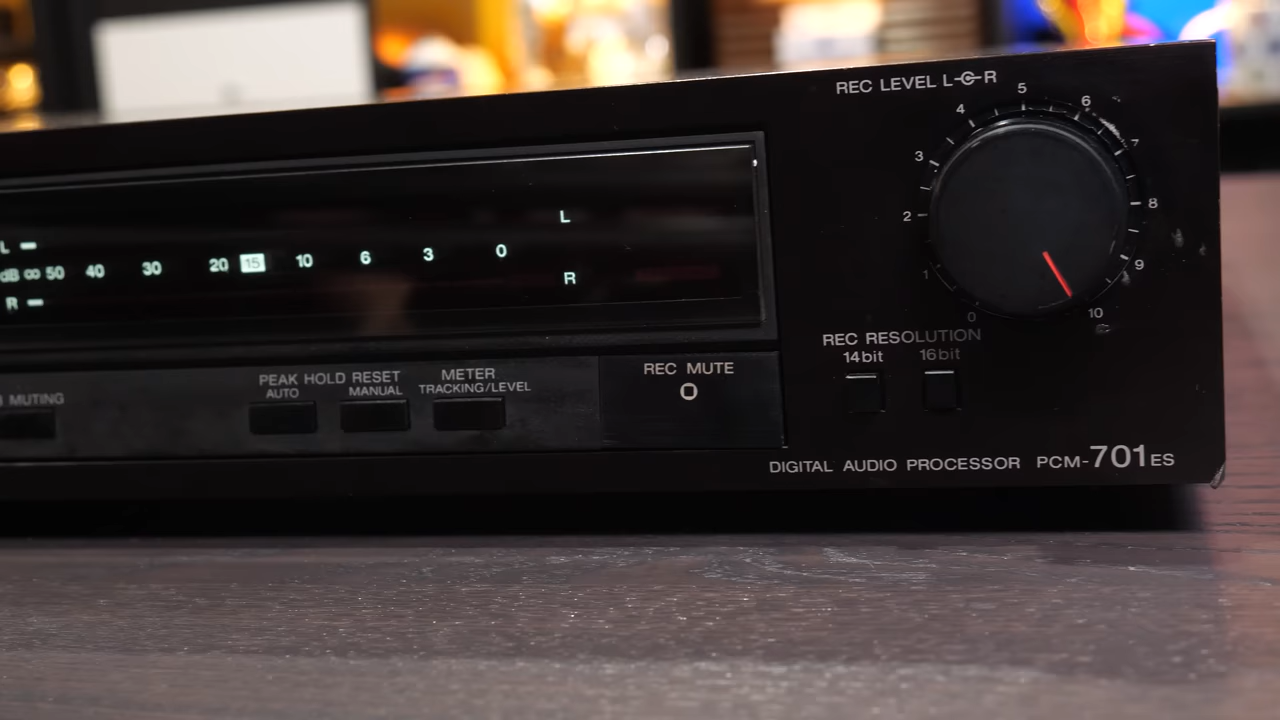 REC LEVEL L R
0 1 2 3 4 5 6 7 8 9 10
L
L
dB ∞ 50 40 30 20 15 10 6 3 0
R
R
REC RESOLUTION
14bit 16bit
MUTING
PEAK HOLD RESET
AUTO MANUAL
METER
TRACKING/LEVEL
REC MUTE
DIGITAL AUDIO PROCESSOR PCM-701ES